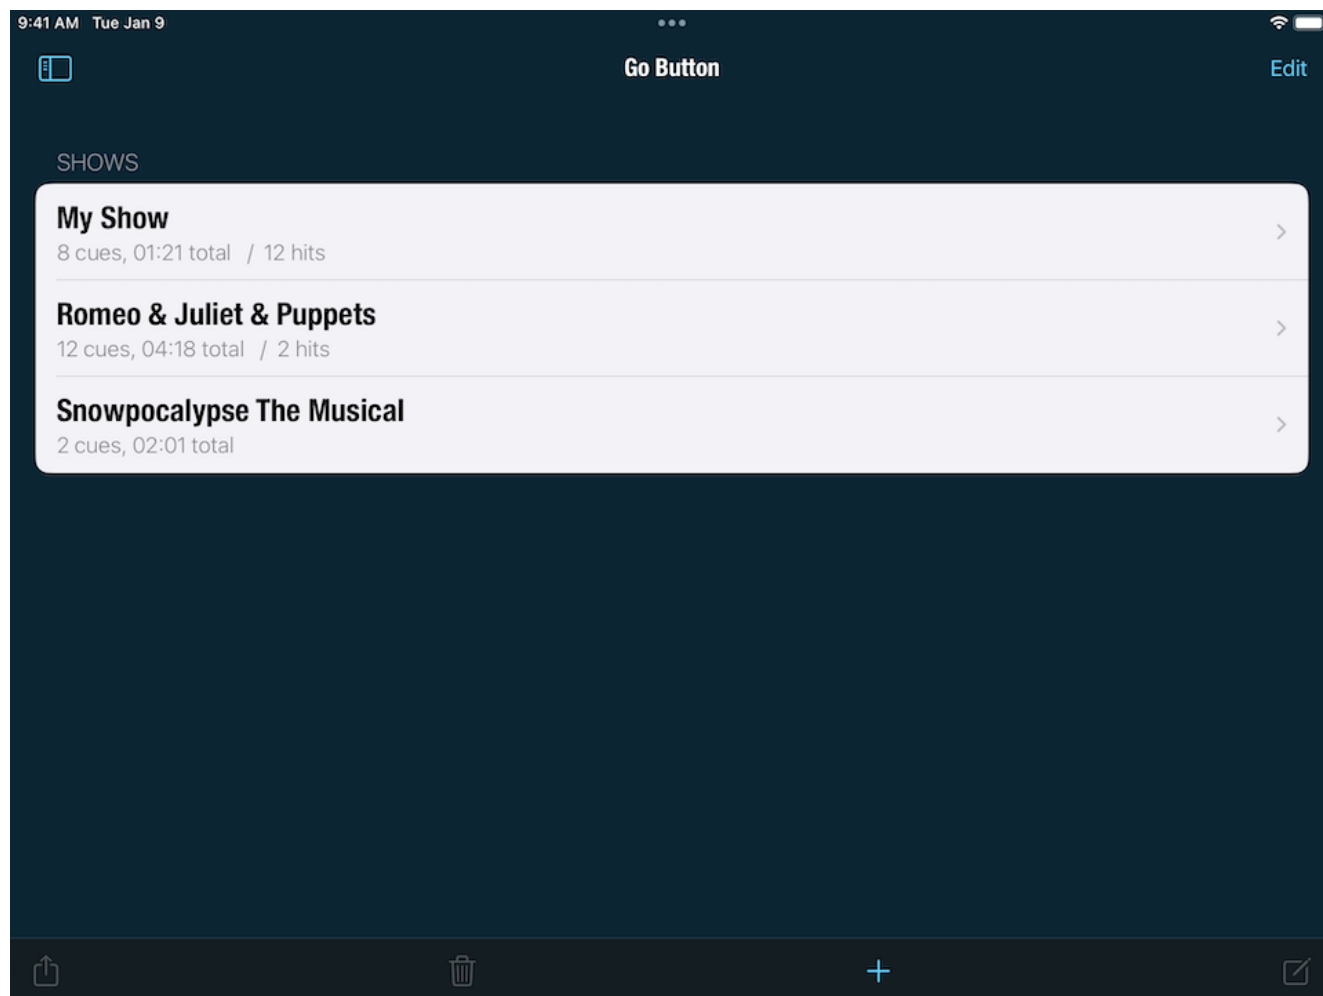 9:41 AM Tue Jan 9
Go Button
Edit
SHOWS
My Show
8 cues, 01:21 total / 12 hits
Romeo & Juliet & Puppets
12 cues, 04:18 total / 2 hits
Snowpocalypse The Musical
2 cues, 02:01 total